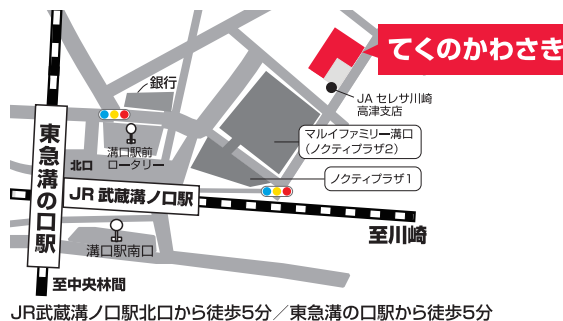 てくのかわさき
銀行
JA セレサ川崎
高津支店
マルイファミリー溝口
（ノクティプラザ2）
溝口駅前
ロータリー
北口
ノクティプラザ1
東急溝の口駅
JR 武蔵溝ノ口駅
至川崎
溝口駅南口
至中央林間
JR武蔵溝ノ口駅北口から徒歩5分／東急溝の口駅から徒歩5分